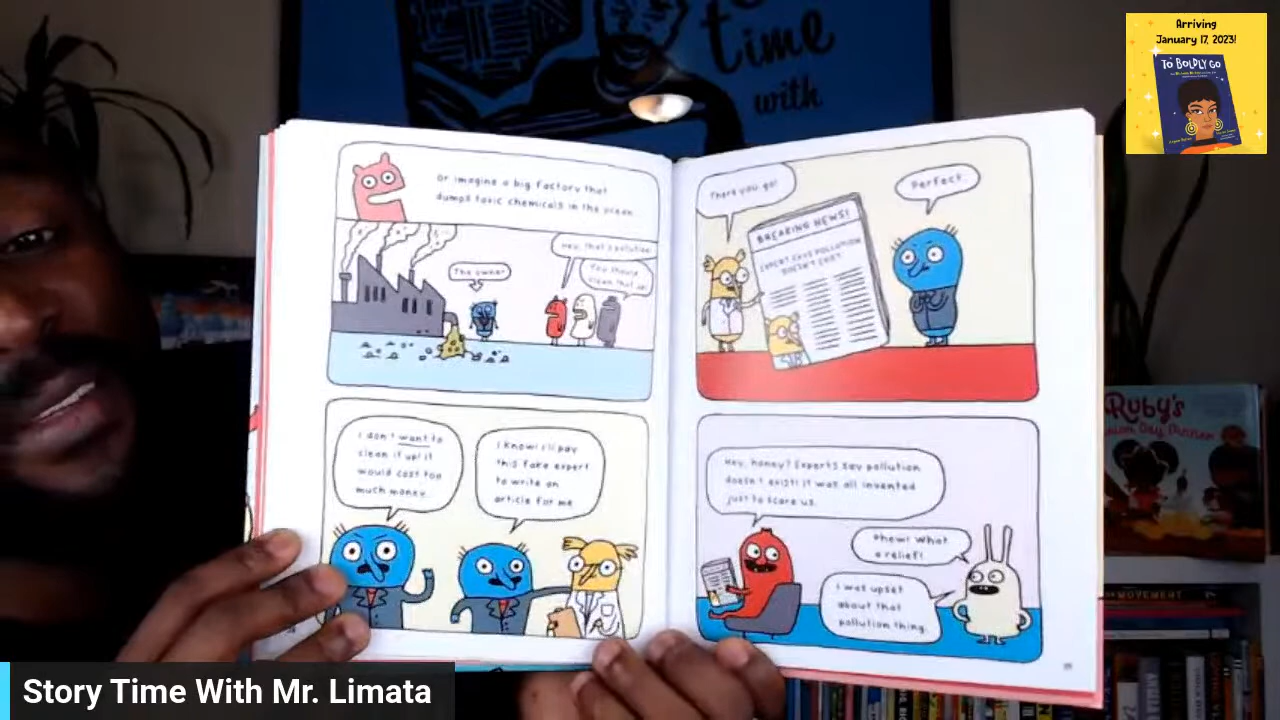 time
with
Arriving
January 17, 2023!
TO BOLDLY GO
Or imagine a big factory that
dumps toxic chemicals in the ocean.
The owner
Hey, that's pollution!
You should
clean that up!
I don't want to
clean it up! It
would cost too
much money.
I know! I'll pay
this fake expert
to write an
article for me.
There you go!
BREAKING NEWS!
EXPERT SAYS POLLUTION
DOESN'T EXIST!
Perfect.
Hey, honey? Experts say pollution
doesn't exist! It was all invented
just to scare us.
Phew! What
a relief!
I was upset
about that
pollution thing.
Ruby's
Reunion Day Dinner
MOVEMENT
Story Time With Mr. Limata